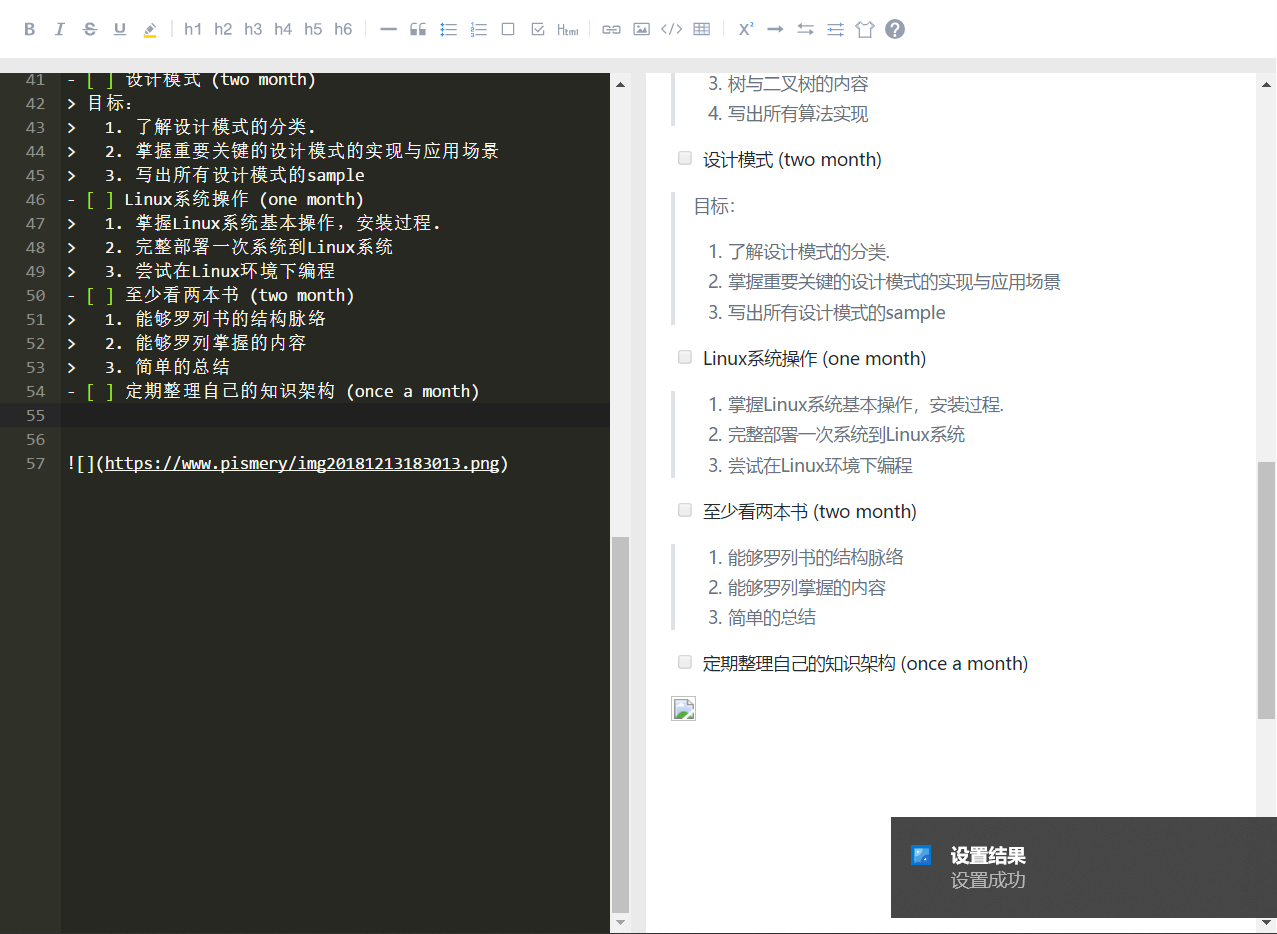 B I S U h1 h2 h3 h4 h5 h6 Html </> X² ?
41 - [ ] 设计模式 (two month)
42 > 目标:
43 > 1. 了解设计模式的分类.
44 > 2. 掌握重要关键的设计模式的实现与应用场景
45 > 3. 写出所有设计模式的sample
46 - [ ] Linux系统操作 (one month)
47 > 1. 掌握Linux系统基本操作，安装过程.
48 > 2. 完整部署一次系统到Linux系统
49 > 3. 尝试在Linux环境下编程
50 - [ ] 至少看两本书 (two month)
51 > 1. 能够罗列书的结构脉络
52 > 2. 能够罗列掌握的内容
53 > 3. 简单的总结
54 - [ ] 定期整理自己的知识架构 (once a month)
55
56
57 ![](https://www.pismery/img20181213183013.png)
3. 树与二叉树的内容
4. 写出所有算法实现
设计模式 (two month)
目标:
1. 了解设计模式的分类.
2. 掌握重要关键的设计模式的实现与应用场景
3. 写出所有设计模式的sample
Linux系统操作 (one month)
1. 掌握Linux系统基本操作，安装过程.
2. 完整部署一次系统到Linux系统
3. 尝试在Linux环境下编程
至少看两本书 (two month)
1. 能够罗列书的结构脉络
2. 能够罗列掌握的内容
3. 简单的总结
定期整理自己的知识架构 (once a month)
设置结果
设置成功